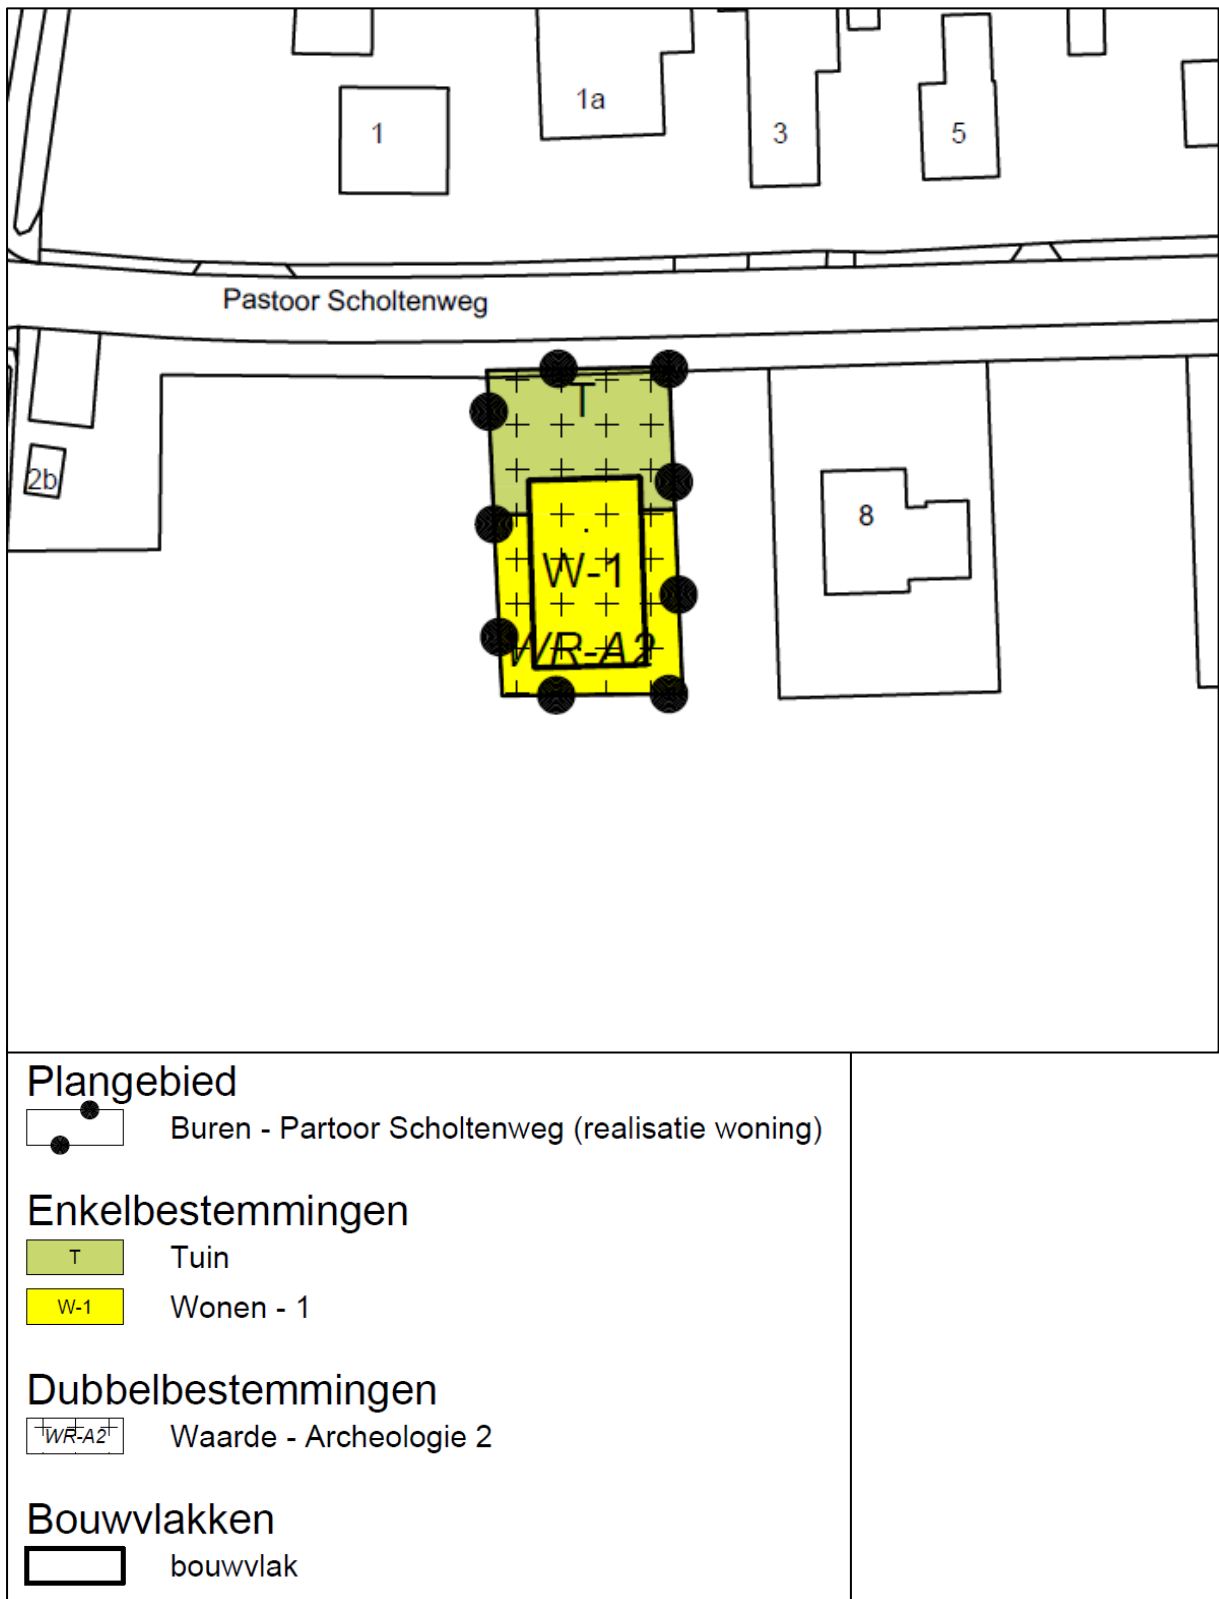 1
1a
3
5
Pastoor Scholtenweg
T
2b
8
W-1
WR-A2
Plangebied
Buren - Partoor Scholtenweg (realisatie woning)
Enkelbestemmingen
T Tuin
W-1 Wonen - 1
Dubbelbestemmingen
WR-A2 Waarde - Archeologie 2
Bouwvlakken
bouwvlak